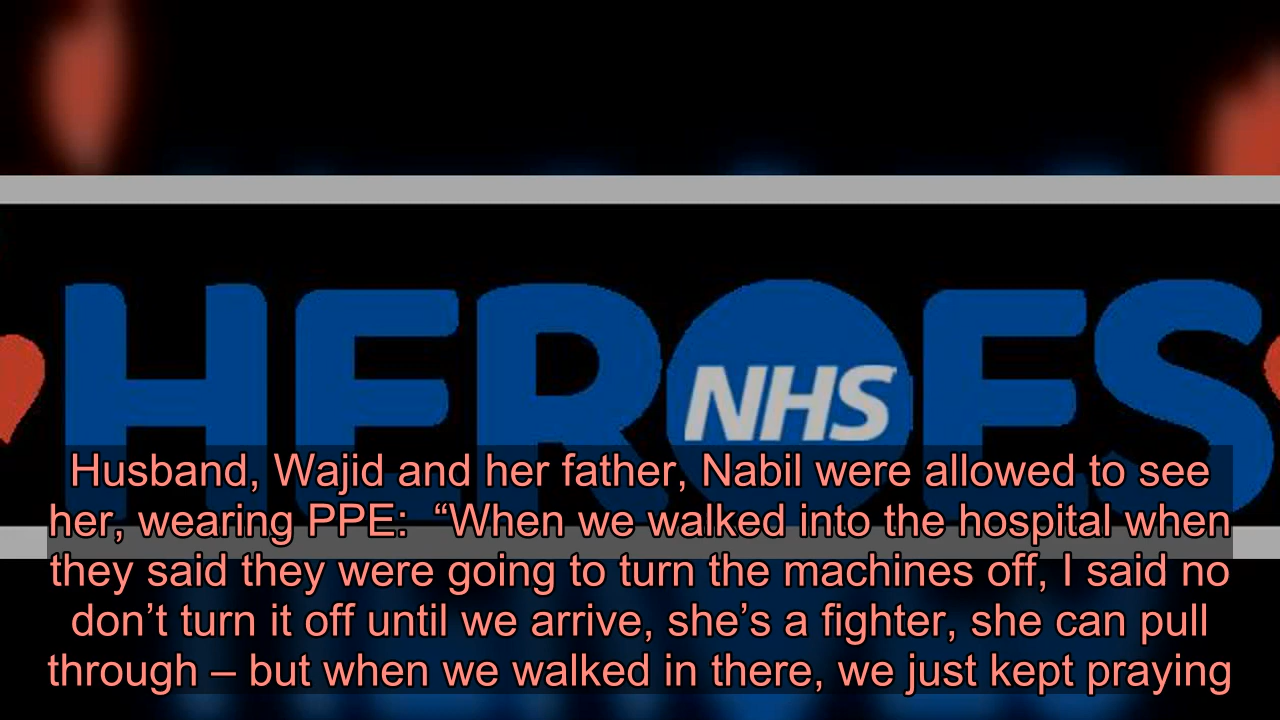 HEROES
NHS
Husband, Wajid and her father, Nabil were allowed to see
her, wearing PPE:  “When we walked into the hospital when
they said they were going to turn the machines off, I said no
don’t turn it off until we arrive, she’s a fighter, she can pull
through – but when we walked in there, we just kept praying